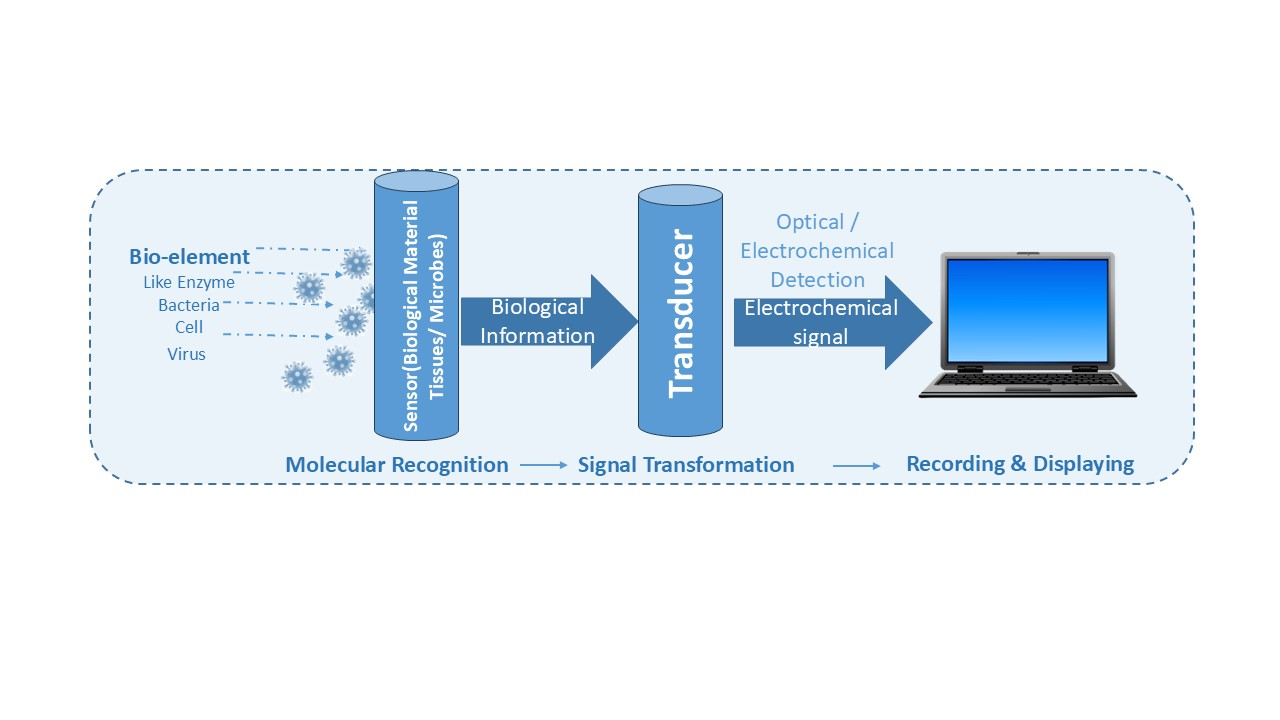 Bio-element
Like Enzyme
Bacteria
Cell
Virus
Sensor(Biological Material
Tissues/ Microbes)
Biological
Information
Transducer
Optical /
Electrochemical
Detection
Electrochemical
signal
Molecular Recognition
Signal Transformation
Recording & Displaying